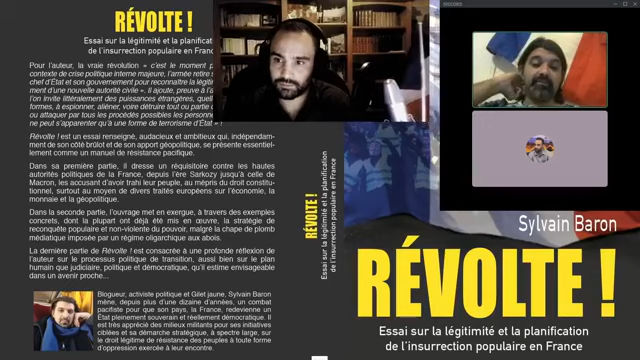 RÉVOLTE !
Essai sur la légitimité et la planificat
de l'insurrection populaire en Franc
Pour l'auteur, la vraie révolution « c'est le moment p
contexte de crise politique interne majeure, l'armée retire s
chef d'État et son gouvernement pour reconnaître la légit
ment d'une nouvelle autorité civile ». Il ajoute, preuve à l'a
l'on invite littéralement des puissances étrangères, quell
formes, à espionner, aliéner, voire détruire tout ou partie
ou attaquer par tous les procédés possibles les personne
ne peut s'apparenter qu'à une forme de terrorisme d'État » !
Révolte ! est un essai renseigné, audacieux et ambitieux qui, indépendam-
ment de son côté brûlot et de son apport géopolitique, se présente essentiel-
lement comme un manuel de résistance pacifique.
Dans sa première partie, il dresse un réquisitoire contre les hautes
autorités politiques de la France, depuis l'ère Sarkozy jusqu'à celle de
Macron, les accusant d'avoir trahi leur peuple, au mépris du droit constitu-
tionnel, surtout au moyen de divers traités européens sur l'économie, la
monnaie et la géopolitique.
Dans la seconde partie, l'ouvrage met en exergue, à travers des exemples
concrets, dont la plupart ont déjà été mis en œuvre, la stratégie de
reconquête populaire et non-violente du pouvoir, malgré la chape de plomb
médiatique imposée par un régime oligarchique aux abois.
La dernière partie de Révolte ! est consacrée à une profonde réflexion de
l'auteur sur le processus politique de transition, aussi bien sur le plan
humain que judiciaire, politique et démocratique, qu'il estime envisageable
dans un avenir proche...
Blogueur, activiste politique et Gilet jaune, Sylvain Baron
mène, depuis plus d'une dizaine d'années, un combat
pacifiste pour que son pays, la France, redevienne un
État pleinement souverain et réellement démocratique. Il
est très apprécié des milieux militants pour ses initiatives
ciblées et sa démarche stratégique, à spectre large, sur
le droit légitime de résistance des peuples à toute forme
d'oppression exercée à leur encontre.
RÉVOLTE !
Essai sur la légitimité et la planification
de l'insurrection populaire en France
Sylvain Baron
RÉVOLTE !
Essai sur la légitimité et la planification
de l'insurrection populaire en France